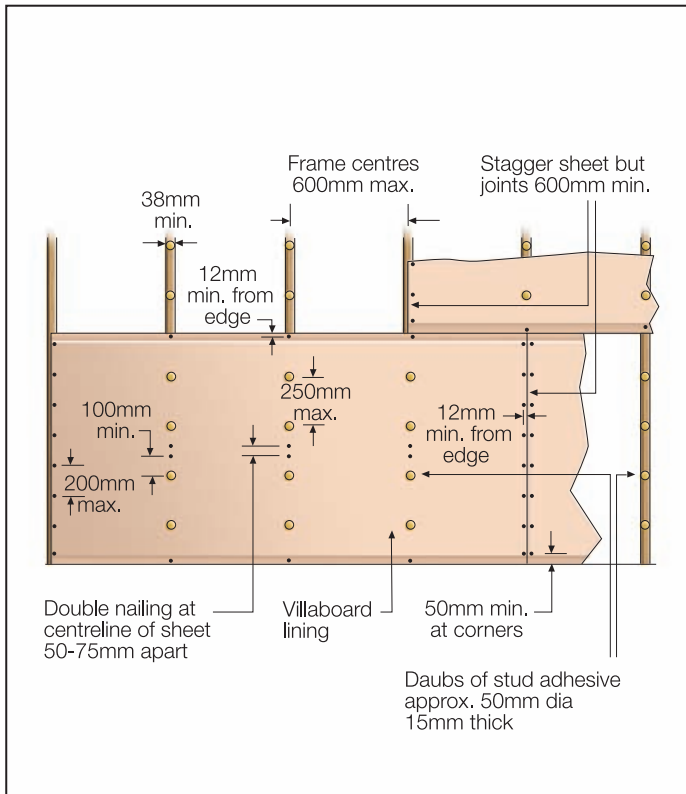 Frame centres
600mm max.
Stagger sheet but
joints 600mm min.
38mm
min.
12mm
min. from
edge
250mm
max.
100mm
min.
12mm
min. from
edge
200mm
max.
Double nailing at
centreline of sheet
50-75mm apart
Villaboard
lining
50mm min.
at corners
Daubs of stud adhesive
approx. 50mm dia
15mm thick